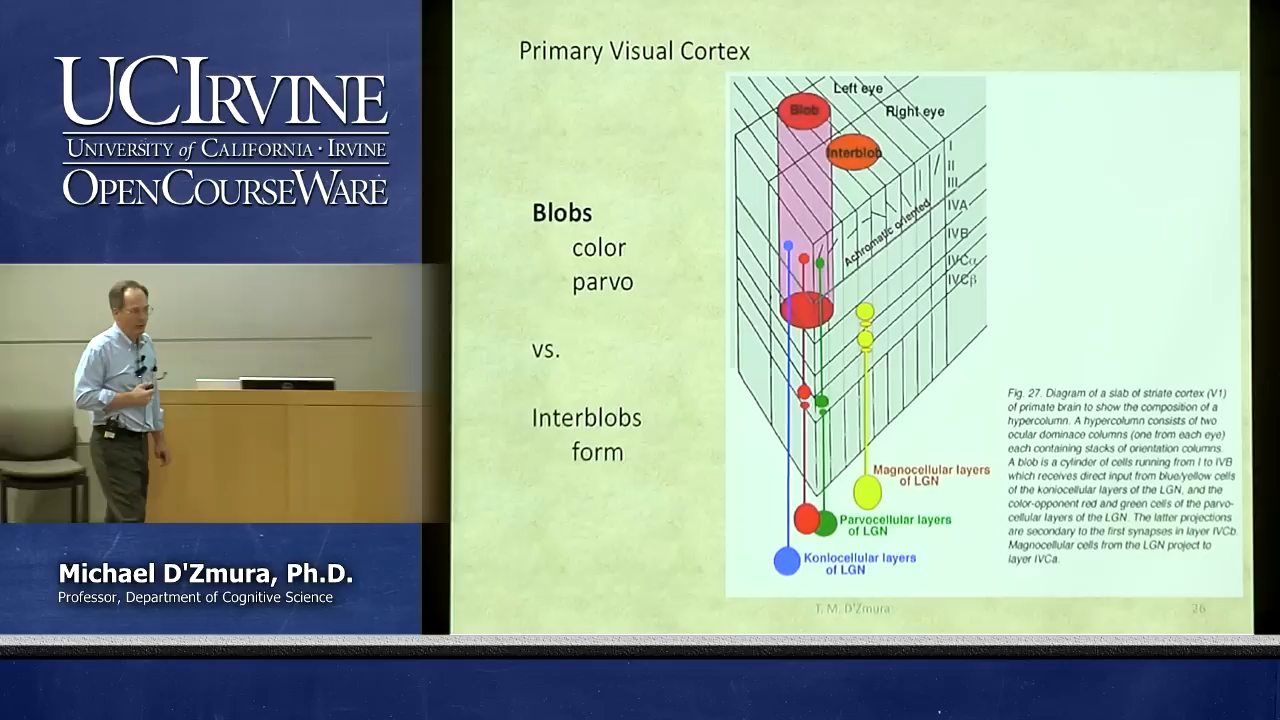 UCIRVINE
UNIVERSITY of CALIFORNIA · IRVINE
OPENCOURSEWARE
Michael D'Zmura, Ph.D.
Professor, Department of Cognitive Science
Primary Visual Cortex
Blobs
color
parvo
vs.
Interblobs
form
Left eye
Blob
Right eye
Interblob
I
II
III
IVA
Achromatic oriented
IVB
IVCα
IVCβ
Magnocellular layers
of LGN
Parvocellular layers
of LGN
Koniocellular layers
of LGN
Fig. 27. Diagram of a slab of striate cortex (V1)
of primate brain to show the composition of a
hypercolumn. A hypercolumn consists of two
ocular dominace columns (one from each eye)
each containing stacks of orientation columns.
A blob is a cylinder of cells running from I to IVB
which receives direct input from blue/yellow cells
of the koniocellular layers of the LGN, and the
color-opponent red and green cells of the parvo-
cellular layers of the LGN. The latter projections
are secondary to the first synapses in layer IVCb.
Magnocellular cells from the LGN project to
layer IVCa.
T. M. D'Zmura
26